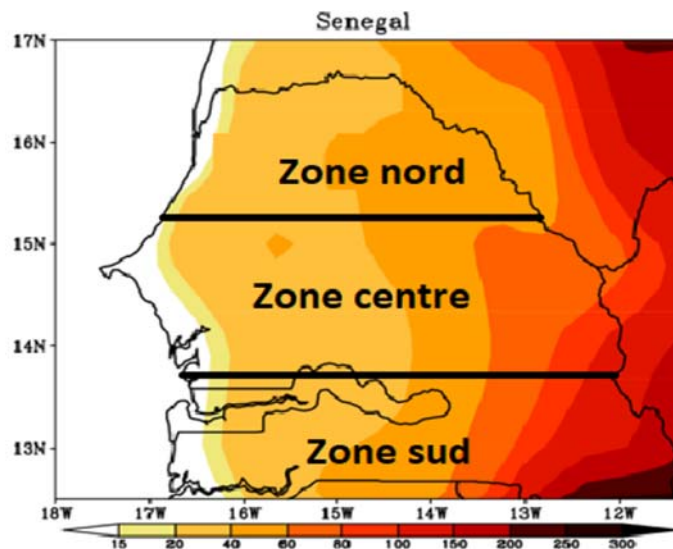 Senegal
17N
Zone nord
16N
15N
Zone centre
14N
13N
Zone sud
18W 17W 16W 15W 14W 13W 12W
15 20 40 60 80 100 150 200 250 300